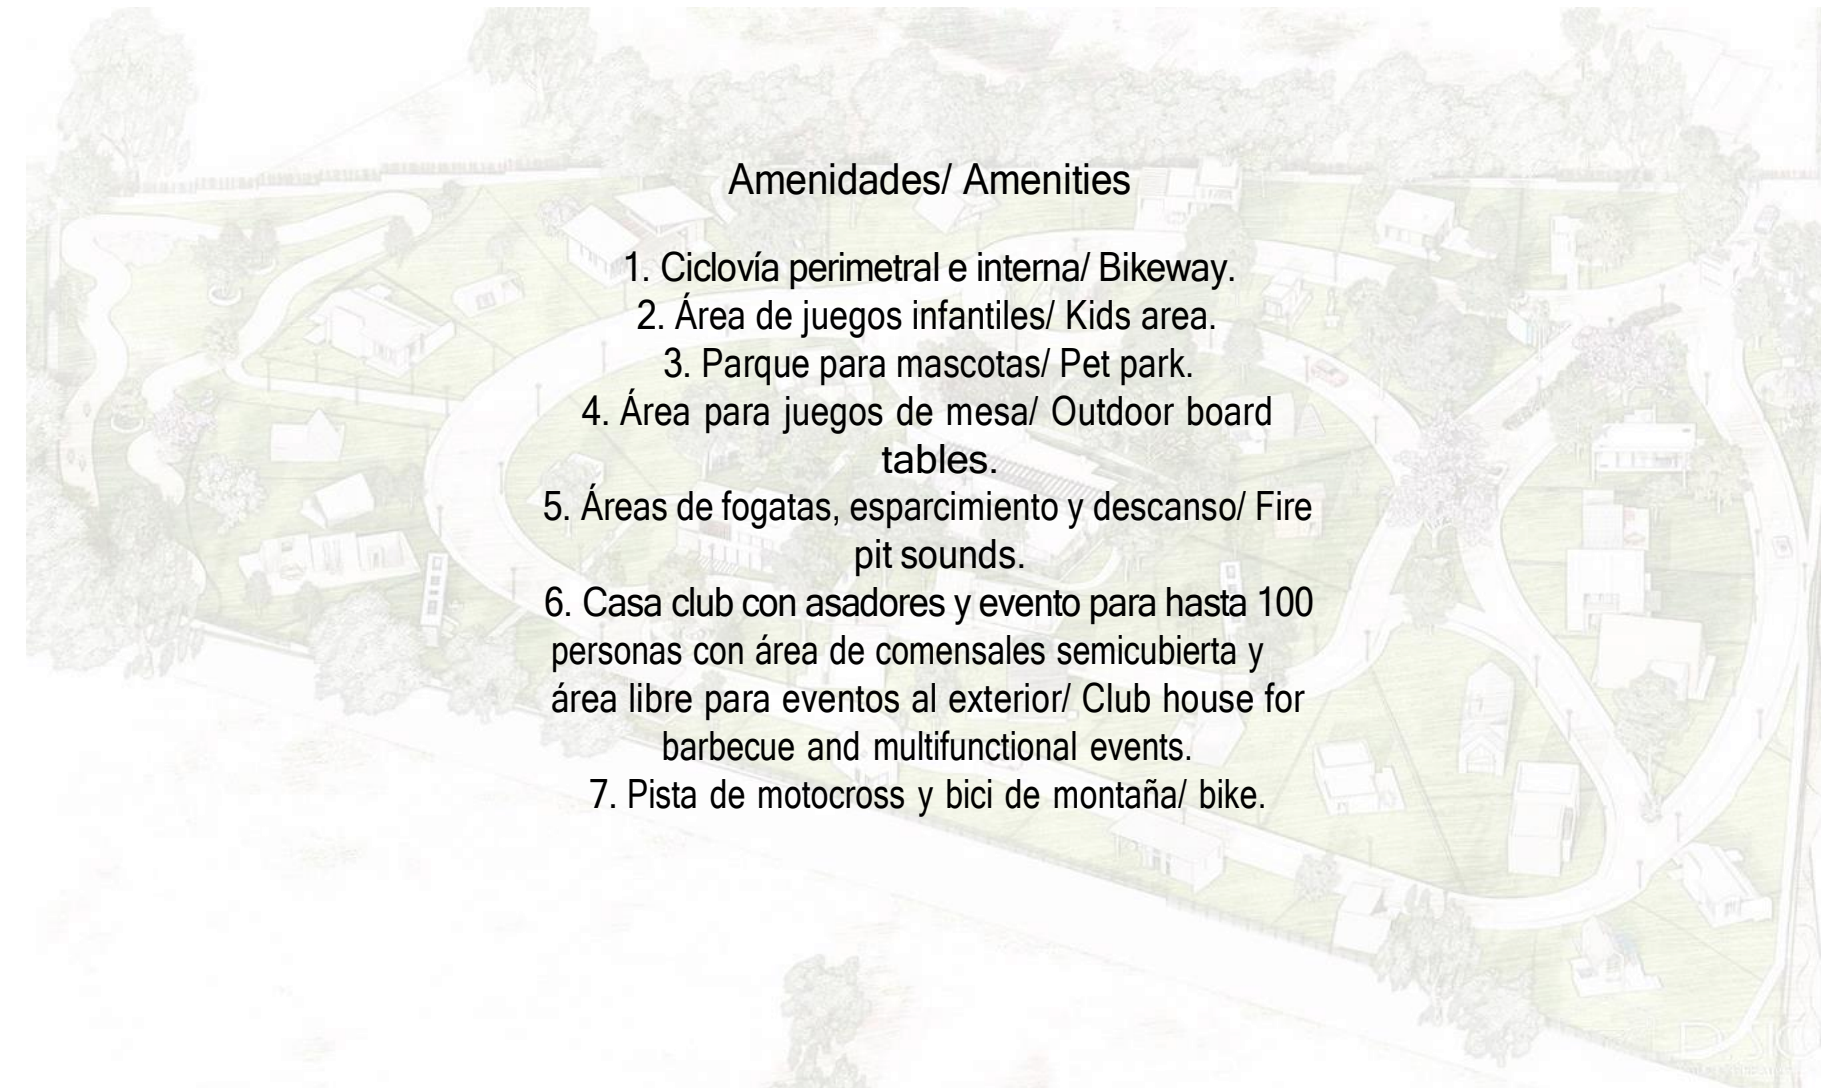 Amenidades/ Amenities
1. Ciclovía perimetral e interna/ Bikeway.
2. Área de juegos infantiles/ Kids area.
3. Parque para mascotas/ Pet park.
4. Área para juegos de mesa/ Outdoor board
tables.
5. Áreas de fogatas, esparcimiento y descanso/ Fire
pit sounds.
6. Casa club con asadores y evento para hasta 100
personas con área de comensales semicubierta y
área libre para eventos al exterior/ Club house for
barbecue and multifunctional events.
7. Pista de motocross y bici de montaña/ bike.